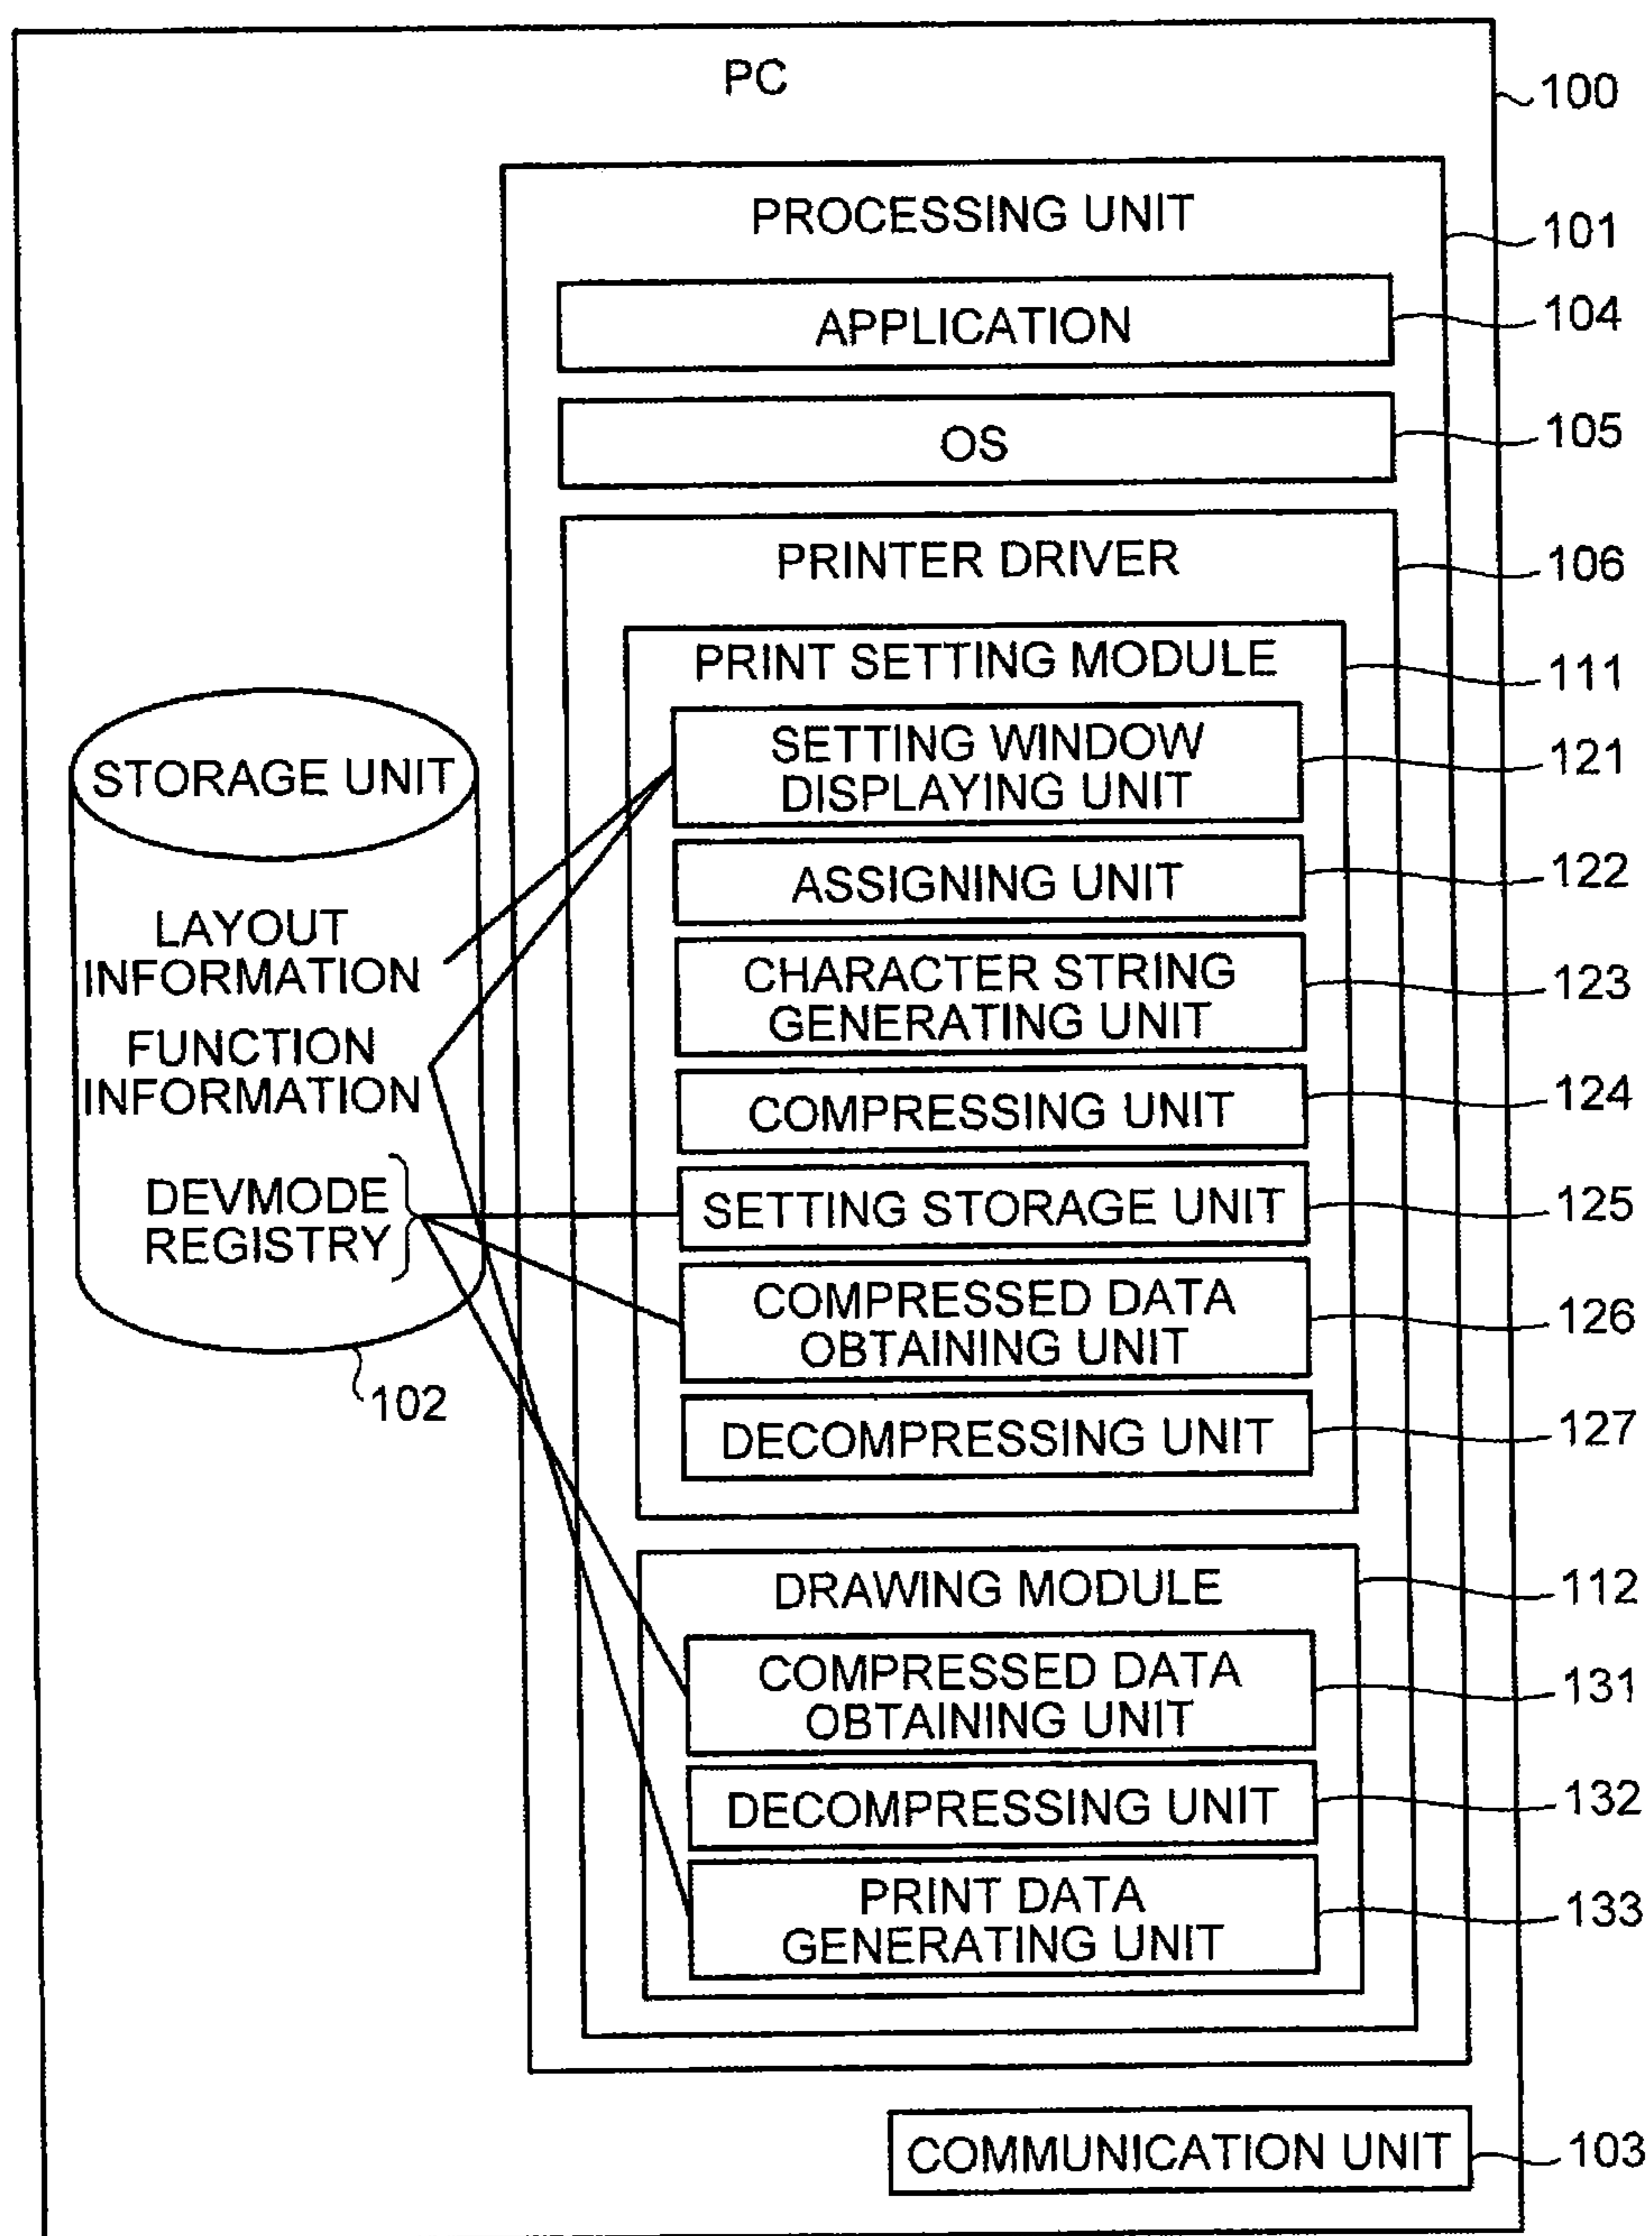 PC
100
PROCESSING UNIT
101
APPLICATION
104
OS
105
PRINTER DRIVER
106
PRINT SETTING MODULE
111
SETTING WINDOW
DISPLAYING UNIT
121
ASSIGNING UNIT
122
CHARACTER STRING
GENERATING UNIT
123
COMPRESSING UNIT
124
SETTING STORAGE UNIT
125
COMPRESSED DATA
OBTAINING UNIT
126
DECOMPRESSING UNIT
127
STORAGE UNIT
LAYOUT
INFORMATION
FUNCTION
INFORMATION
DEVMODE
REGISTRY
102
DRAWING MODULE
112
COMPRESSED DATA
OBTAINING UNIT
131
DECOMPRESSING UNIT
132
PRINT DATA
GENERATING UNIT
133
COMMUNICATION UNIT
103